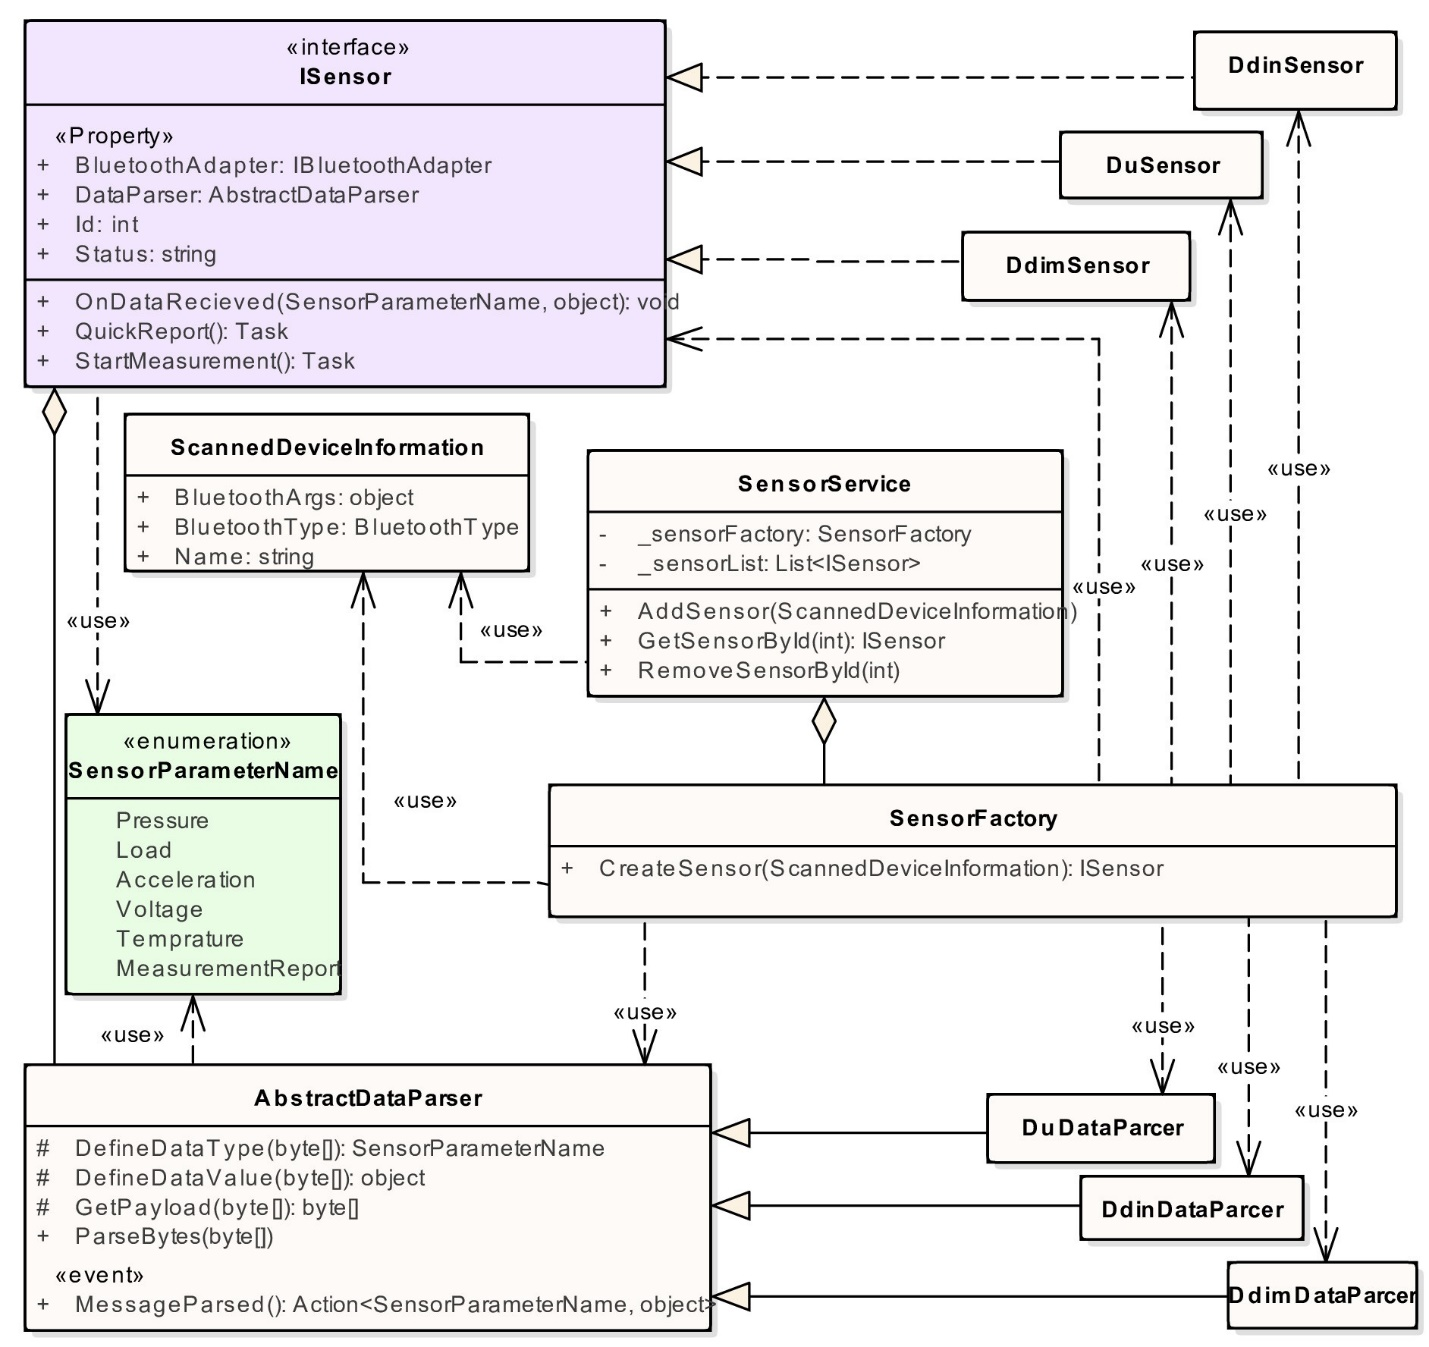 «interface»
ISensor
«Property»
+ BluetoothAdapter: IBluetoothAdapter
+ DataParser: AbstractDataParser
+ Id: int
+ Status: string
+ OnDataRecieved(SensorParameterName, object): void
+ QuickReport(): Task
+ StartMeasurement(): Task
DdinSensor
DuSensor
DdimSensor
ScannedDeviceInformation
+ BluetoothArgs: object
+ BluetoothType: BluetoothType
+ Name: string
SensorService
- _sensorFactory: SensorFactory
- _sensorList: List<ISensor>
+ AddSensor(ScannedDeviceInformation)
+ GetSensorById(int): ISensor
+ RemoveSensorById(int)
«use»
«use»
«use»
«use»
«use»
«use»
«enumeration»
SensorParameterName
Pressure
Load
Acceleration
Voltage
Temprature
MeasurementReport
«use»
SensorFactory
+ CreateSensor(ScannedDeviceInformation): ISensor
«use»
«use»
«use»
«use»
«use»
AbstractDataParser
# DefineDataType(byte[]): SensorParameterName
# DefineDataValue(byte[]): object
# GetPayload(byte[]): byte[]
+ ParseBytes(byte[])
«event»
+ MessageParsed(): Action<SensorParameterName, object>
DuDataParcer
DdinDataParcer
DdimDataParcer